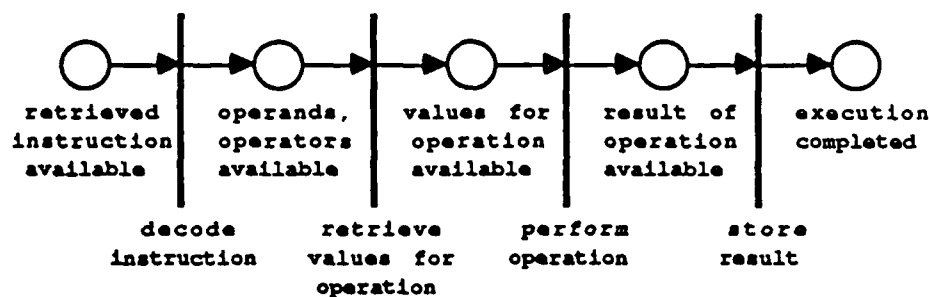 retrieved
instruction
available
operands,
operators
available
values for
operation
available
result of
operation
available
execution
completed
decode
instruction
retrieve
values for
operation
perform
operation
store
result